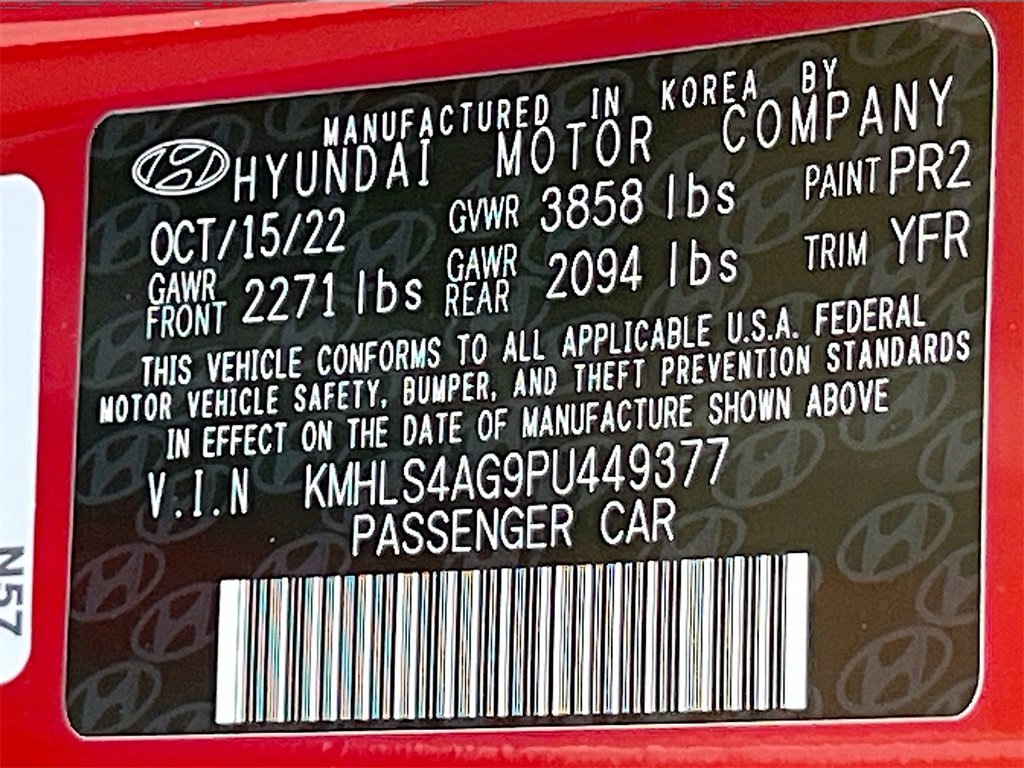 MANUFACTURED IN KOREA BY
HYUNDAI MOTOR COMPANY
OCT/15/22 GVWR 3858 lbs PAINT PR2
GAWR FRONT 2271 lbs GAWR REAR 2094 lbs TRIM YFR
THIS VEHICLE CONFORMS TO ALL APPLICABLE U.S.A. FEDERAL
MOTOR VEHICLE SAFETY, BUMPER, AND THEFT PREVENTION STANDARDS
IN EFFECT ON THE DATE OF MANUFACTURE SHOWN ABOVE
V.I.N KMHLS4AG9PU449377
PASSENGER CAR
N57